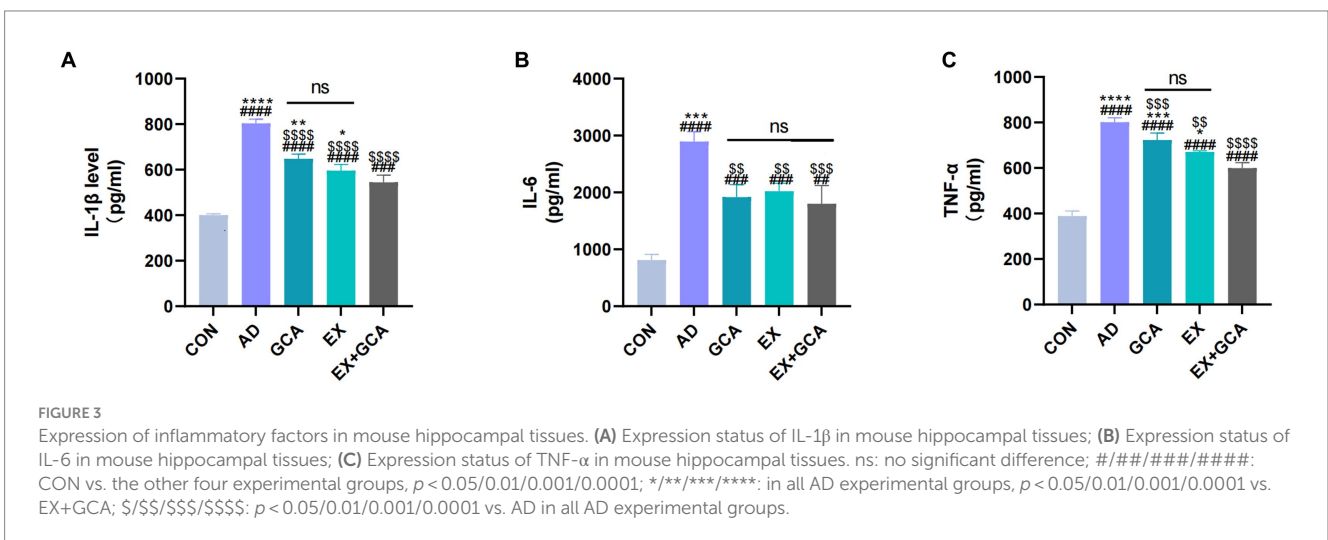 A
1000
800
600
400
200
0
IL-1β level
(pg/ml)
ns
****
####
**
$$$$
####
*
$$$$
####
$$$$
###
CON
AD
GCA
EX
EX+GCA
B
6000
3000
2000
1000
0
IL-6
(pg/ml)
ns
***
####
$$
###
$$
###
$$$
##
CON
AD
GCA
EX
EX+GCA
C
1000
800
600
400
200
0
TNF-α
(pg/ml)
ns
****
####
$$$
***
####
$$
*
####
$$$$
####
CON
AD
GCA
EX
EX+GCA
FIGURE 3
Expression of inflammatory factors in mouse hippocampal tissues. (A) Expression status of IL-1β in mouse hippocampal tissues; (B) Expression status of
IL-6 in mouse hippocampal tissues; (C) Expression status of TNF-α in mouse hippocampal tissues. ns: no significant difference; #/##/###/####:
CON vs. the other four experimental groups, p < 0.05/0.01/0.001/0.0001; */**/***/****: in all AD experimental groups, p < 0.05/0.01/0.001/0.0001 vs.
EX+GCA; $/$$/$$$/$$$$: p < 0.05/0.01/0.001/0.0001 vs. AD in all AD experimental groups.